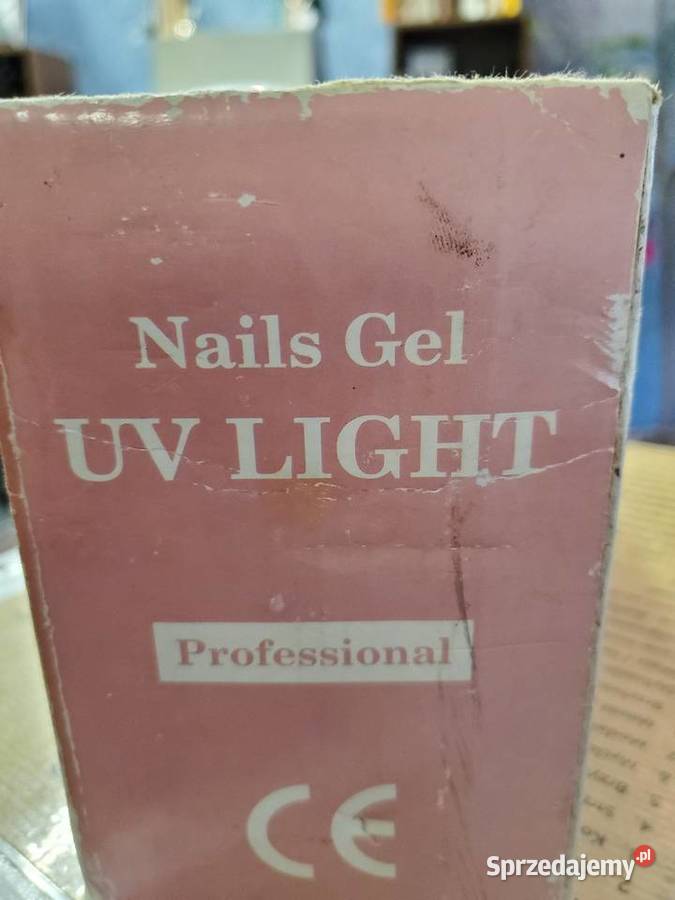 Nails Gel
UV LIGHT
Professional
CE
Sprzedajemy.pl